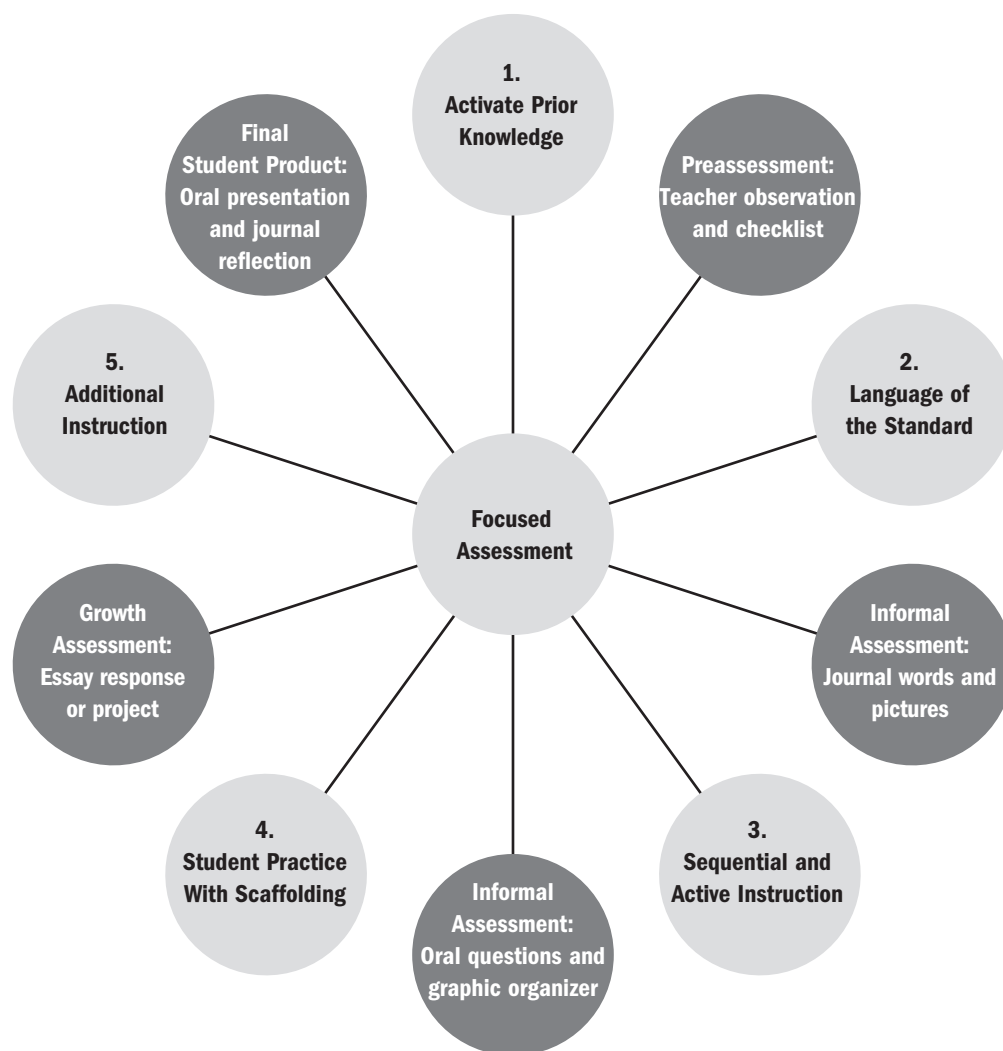 1.
Activate Prior
Knowledge
Preassessment:
Teacher observation
and checklist
2.
Language of
the Standard
Informal
Assessment:
Journal words and
pictures
3.
Sequential and
Active Instruction
Informal
Assessment:
Oral questions and
graphic organizer
4.
Student Practice
With Scaffolding
Growth
Assessment:
Essay response
or project
5.
Additional
Instruction
Final
Student Product:
Oral presentation
and journal
reflection
Focused
Assessment